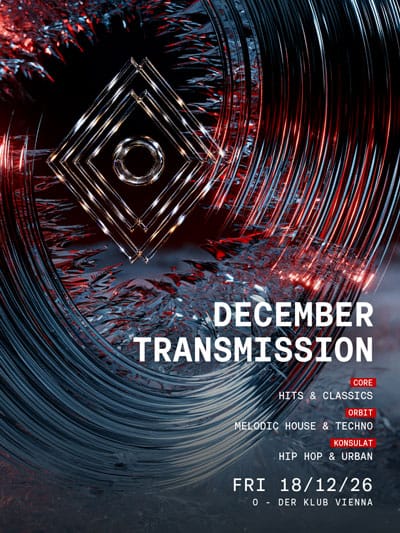 DECEMBER
TRANSMISSION
CORE
HITS & CLASSICS
ORBIT
MELODIC HOUSE & TECHNO
KONSULAT
HIP HOP & URBAN
FRI 18/12/26
O - DER KLUB VIENNA